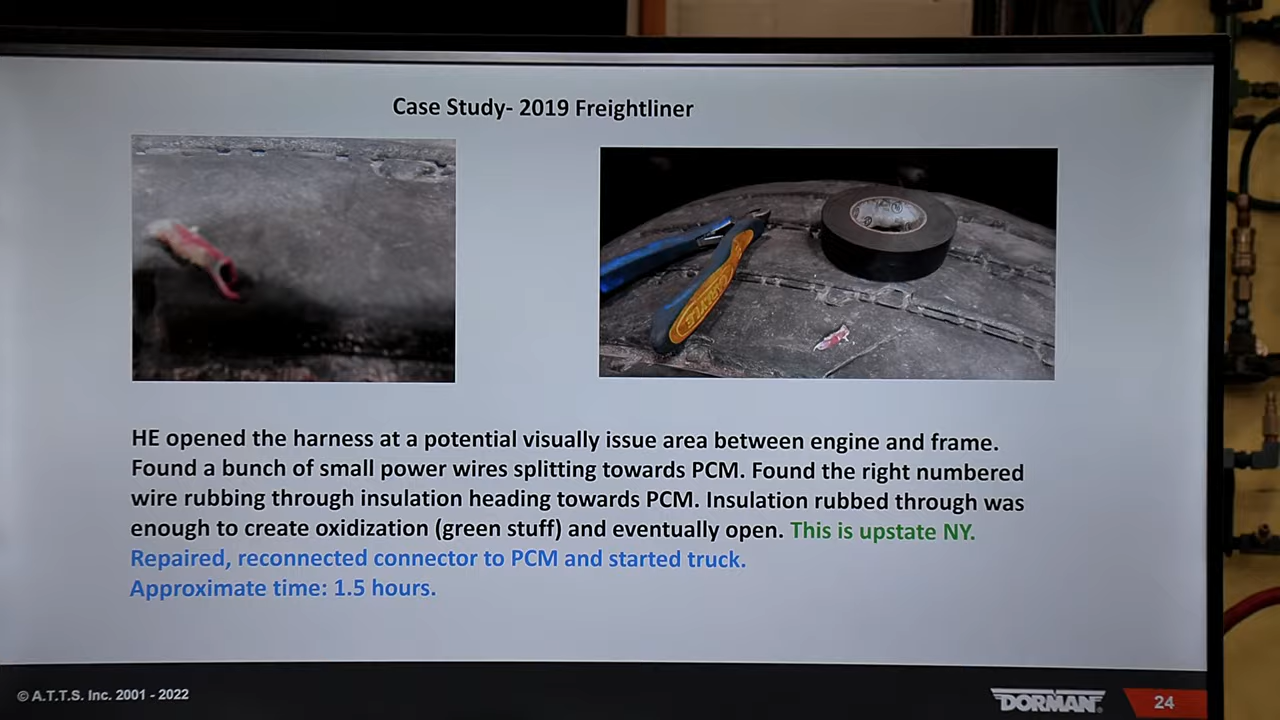 Case Study- 2019 Freightliner
HE opened the harness at a potential visually issue area between engine and frame.
Found a bunch of small power wires splitting towards PCM. Found the right numbered
wire rubbing through insulation heading towards PCM. Insulation rubbed through was
enough to create oxidization (green stuff) and eventually open. This is upstate NY.
Repaired, reconnected connector to PCM and started truck.
Approximate time: 1.5 hours.
© A.T.T.S. Inc. 2001 - 2022
DORMAN
24